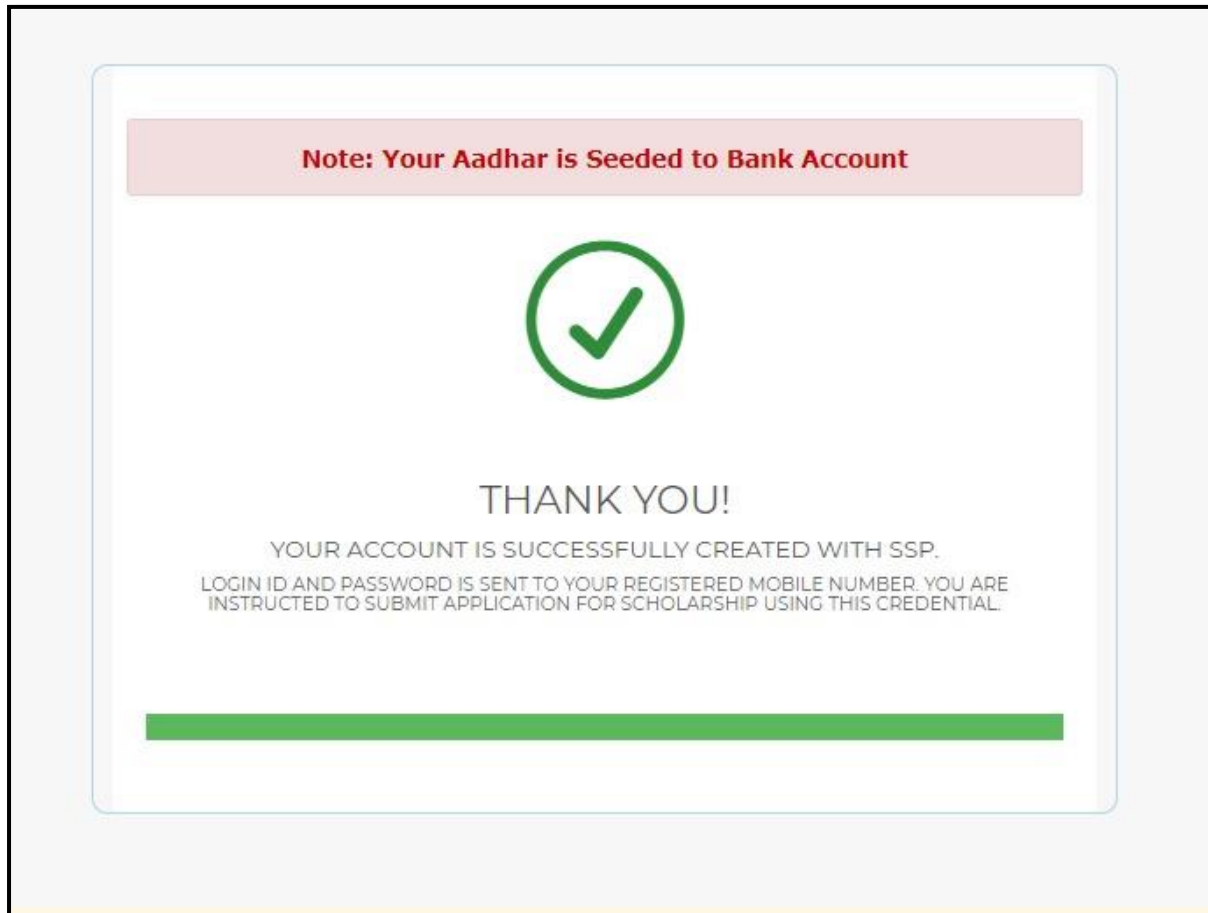 Note: Your Aadhar is Seeded to Bank Account
THANK YOU!
YOUR ACCOUNT IS SUCCESSFULLY CREATED WITH SSP.
LOGIN ID AND PASSWORD IS SENT TO YOUR REGISTERED MOBILE NUMBER. YOU ARE
INSTRUCTED TO SUBMIT APPLICATION FOR SCHOLARSHIP USING THIS CREDENTIAL.